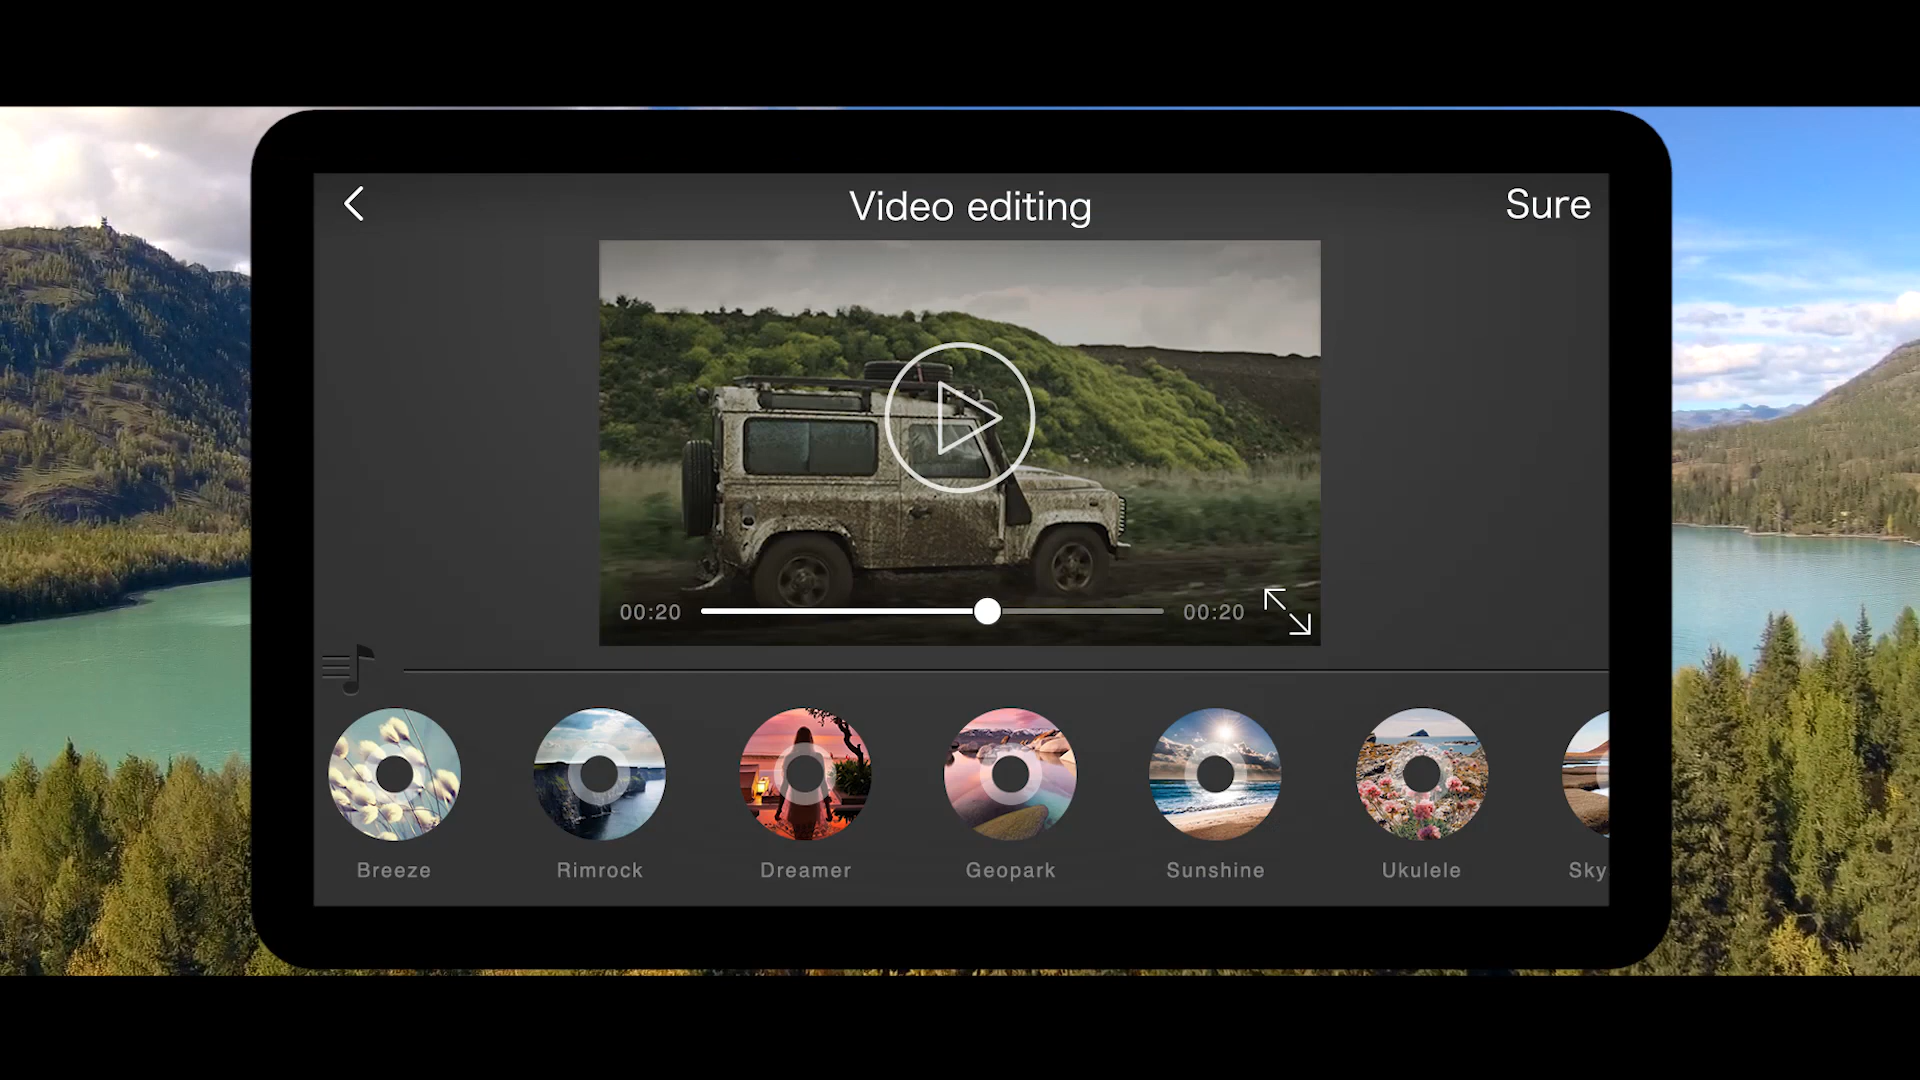 Video editing
Sure
00:20
00:20
Breeze
Rimrock
Dreamer
Geopark
Sunshine
Ukulele
Sky